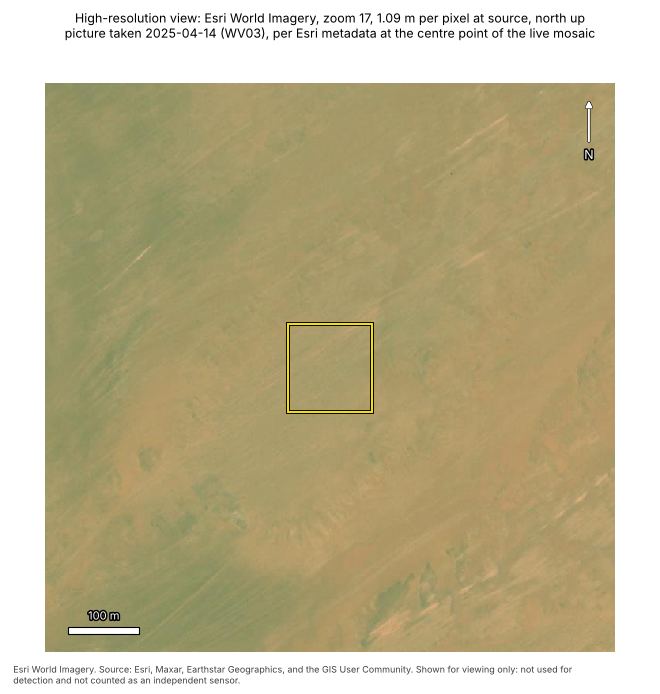 High-resolution view: Esri World Imagery, zoom 17, 1.09 m per pixel at source, north up
picture taken 2025-04-14 (WV03), per Esri metadata at the centre point of the live mosaic
N
100 m
Esri World Imagery. Source: Esri, Maxar, Earthstar Geographics, and the GIS User Community. Shown for viewing only: not used for
detection and not counted as an independent sensor.